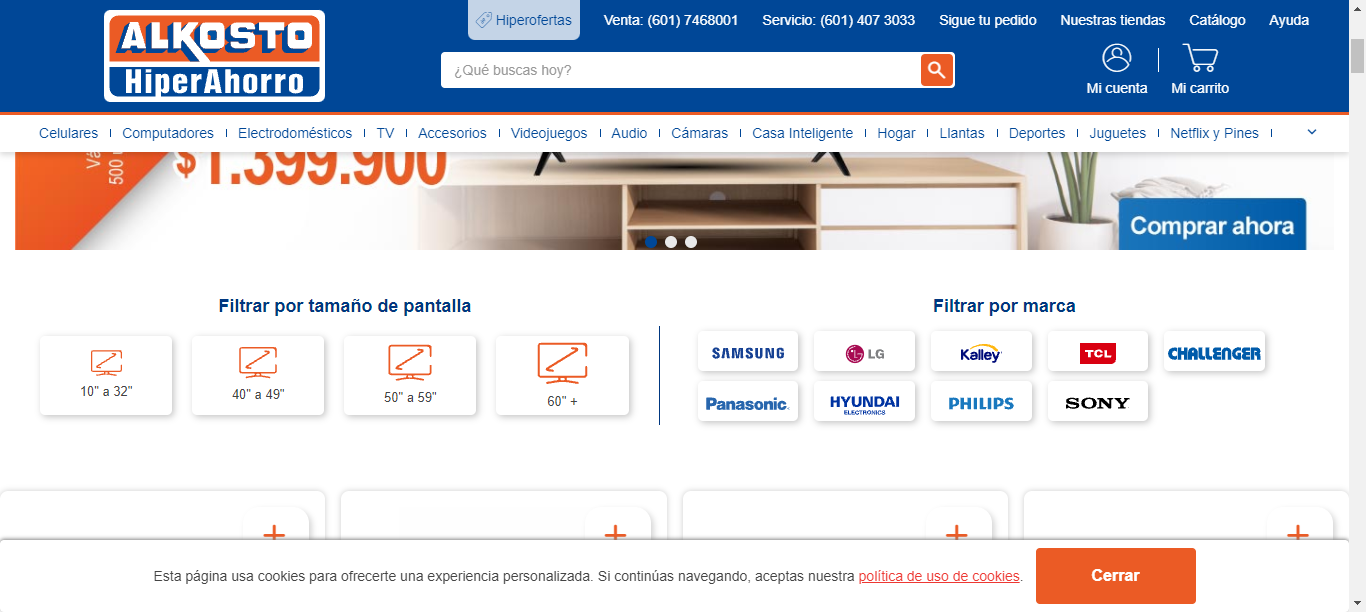 ALKOSTO
HiperAhorro
Hiperofertas
Venta: (601) 7468001
Servicio: (601) 407 3033
Sigue tu pedido
Nuestras tiendas
Catálogo
Ayuda
¿Qué buscas hoy?
Mi cuenta
Mi carrito
Celulares
Computadores
Electrodomésticos
TV
Accesorios
Videojuegos
Audio
Cámaras
Casa Inteligente
Hogar
Llantas
Deportes
Juguetes
Netflix y Pines
$1.399.900
Comprar ahora
Filtrar por tamaño de pantalla
10" a 32"
40" a 49"
50" a 59"
60" +
Filtrar por marca
SAMSUNG
LG
Kalley
TCL
CHALLENGER
Panasonic
HYUNDAI
ELECTRONICS
PHILIPS
SONY
Esta página usa cookies para ofrecerte una experiencia personalizada. Si continúas navegando, aceptas nuestra política de uso de cookies.
Cerrar